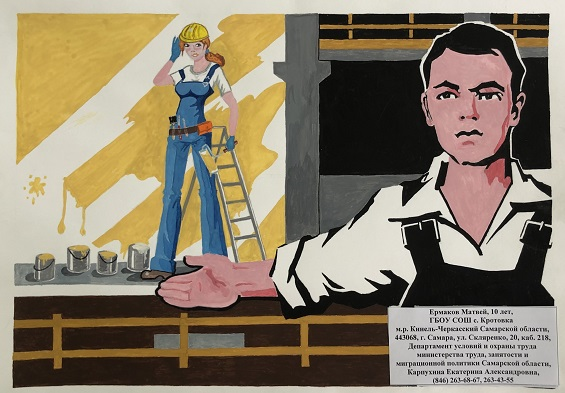 Ермаков Матвей, 10 лет,
ГБОУ СОШ с. Кротовка
м.р. Кинель-Черкасский Самарской области,
443068, г. Самара, ул. Скляренко, 20, каб. 218,
Департамент условий и охраны труда
министерства труда, занятости и
миграционной политики Самарской области,
Карпухина Екатерина Александровна,
(846) 263-68-67, 263-43-55